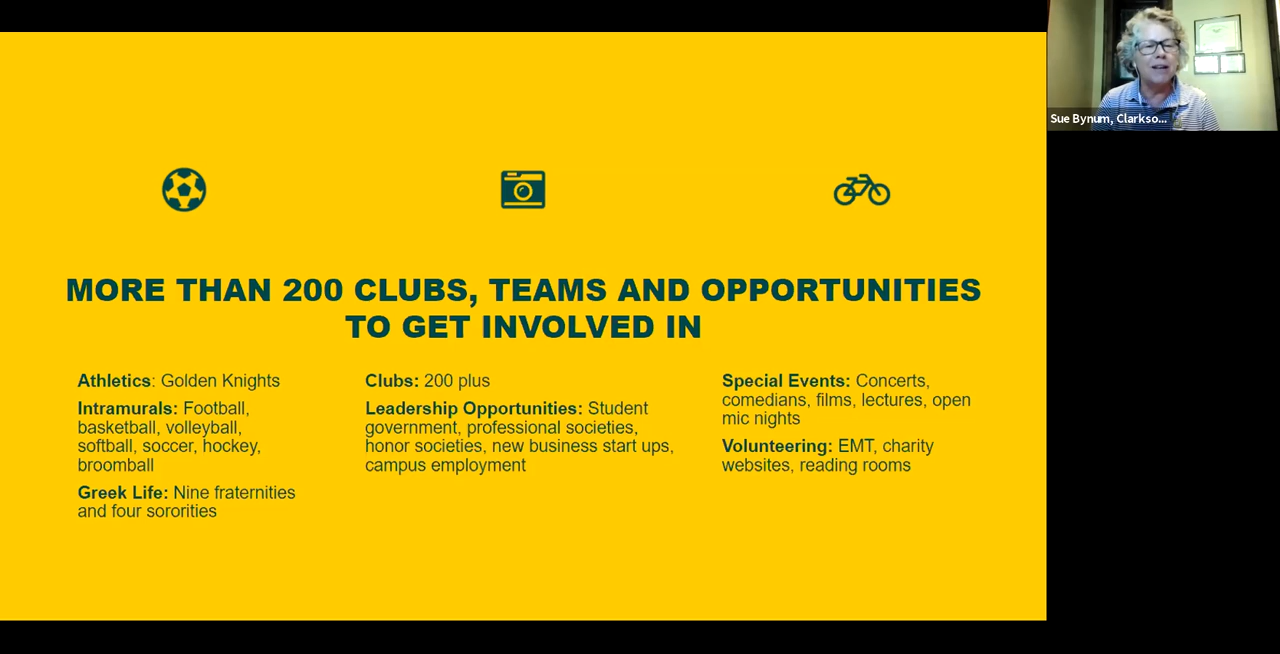 MORE THAN 200 CLUBS, TEAMS AND OPPORTUNITIES
TO GET INVOLVED IN
Athletics: Golden Knights
Intramurals: Football,
basketball, volleyball,
softball, soccer, hockey,
broomball
Greek Life: Nine fraternities
and four sororities
Clubs: 200 plus
Leadership Opportunities: Student
government, professional societies,
honor societies, new business start ups,
campus employment
Special Events: Concerts,
comedians, films, lectures, open
mic nights
Volunteering: EMT, charity
websites, reading rooms
Sue Bynum, Clarkso...